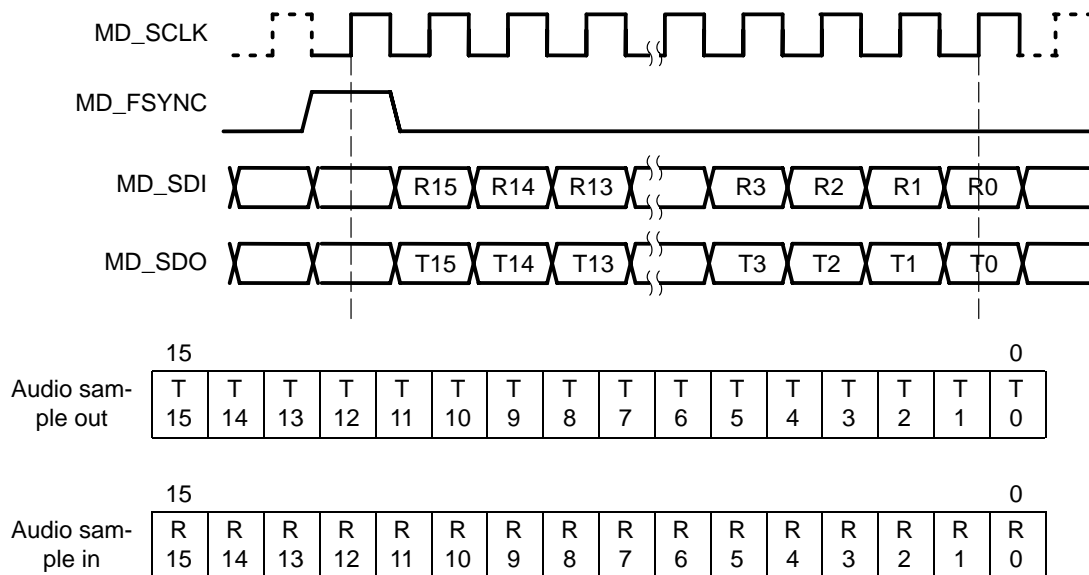 MD_SCLK
MD_FSYNC
MD_SDI
R15 R14 R13 R3 R2 R1 R0
MD_SDO
T15 T14 T13 T3 T2 T1 T0
15 0
Audio sam-
ple out
T T T T T T T T T T T T T T T T
15 14 13 12 11 10 9 8 7 6 5 4 3 2 1 0
15 0
Audio sam-
ple in
R R R R R R R R R R R R R R R R
15 14 13 12 11 10 9 8 7 6 5 4 3 2 1 0